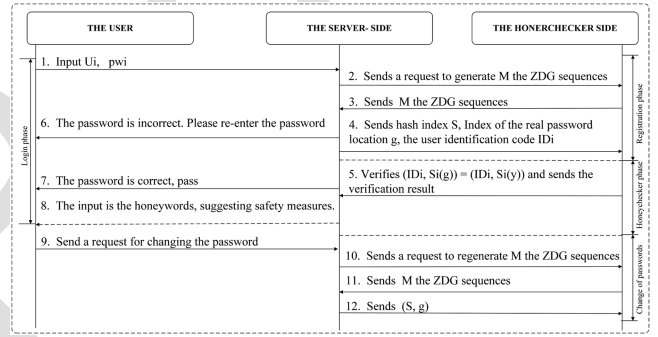 THE USER
THE SERVER- SIDE
THE HONERCHECKER SIDE
1. Input Ui, pwi
2. Sends a request to generate M the ZDG sequences
3. Sends M the ZDG sequences
6. The password is incorrect. Please re-enter the password
4. Sends hash index S, Index of the real password
location g, the user identification code IDi
5. Verifies (IDi, Si(g)) = (IDi, Si(y)) and sends the
verification result
7. The password is correct, pass
8. The input is the honeywords, suggesting safety measures.
9. Send a request for changing the password
10. Sends a request to regenerate M the ZDG sequences
11. Sends M the ZDG sequences
12. Sends (S, g)
Login phase
Registration phase
Honeychecker phase
Change of passwords